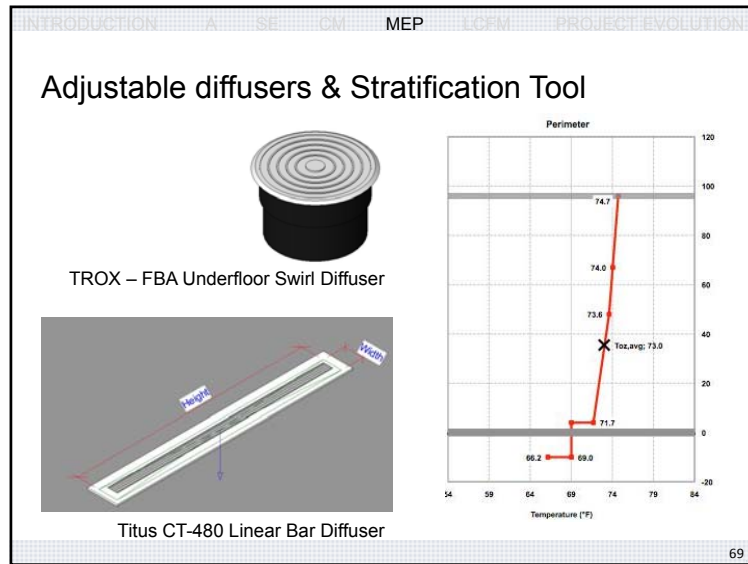 INTRODUCTION A SE CM MEP LCFM PROJECT EVOLUTION
Adjustable diffusers & Stratification Tool
TROX – FBA Underfloor Swirl Diffuser
Height
Width
Titus CT-480 Linear Bar Diffuser
Perimeter
120
100
74.7
80
74.0
60
73.6
40
Toz,avg; 73.0
20
71.7
0
66.2 69.0
-20
54 59 64 69 74 79 84
Temperature (°F)
69